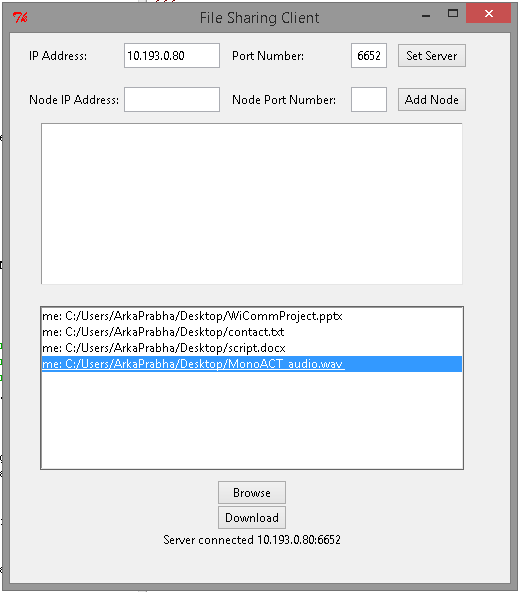 File Sharing Client
IP Address: 10.193.0.80 Port Number: 6652 Set Server
Node IP Address: Node Port Number: Add Node
me: C:/Users/ArkaPrabha/Desktop/WiCommProject.pptx
me: C:/Users/ArkaPrabha/Desktop/contact.txt
me: C:/Users/ArkaPrabha/Desktop/script.docx
me: C:/Users/ArkaPrabha/Desktop/MonoACT_audio.wav
Browse
Download
Server connected 10.193.0.80:6652